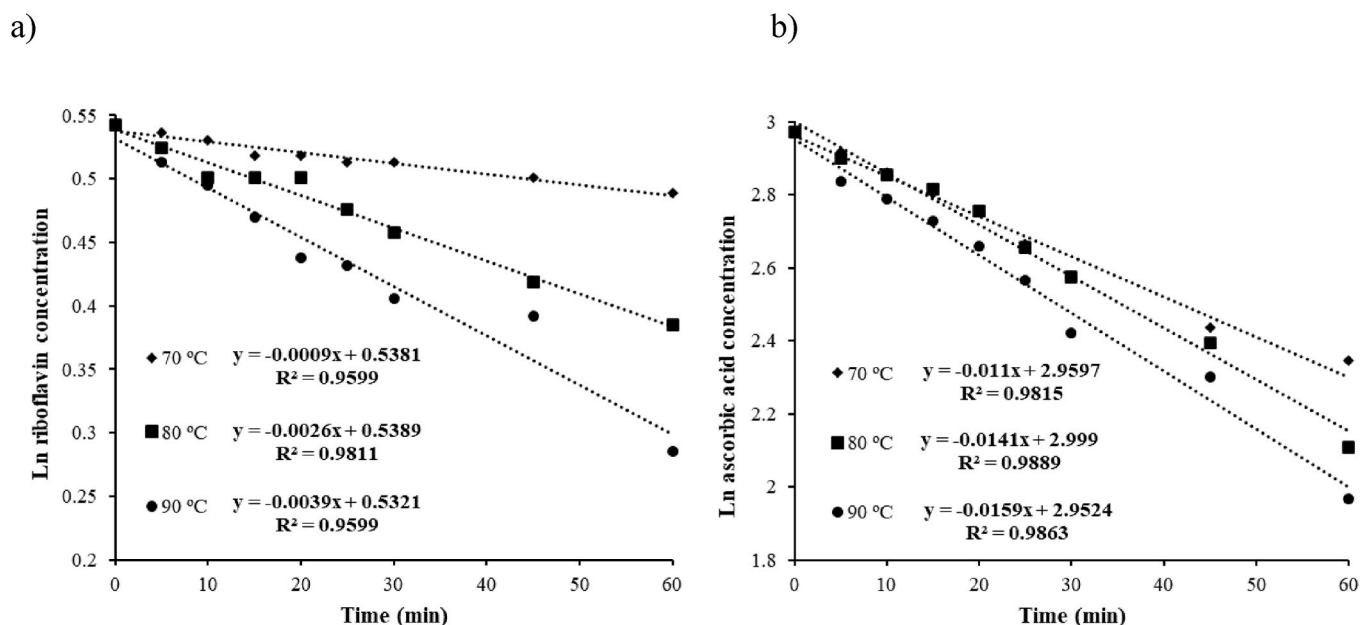 a)
b)
0.55
0.5
0.45
0.4
0.35
0.3
0.25
0.2
0
10
20
30
40
50
60
Ln riboflavin concentration
Time (min)
70 ºC y = -0.0009x + 0.5381
R² = 0.9599
80 ºC y = -0.0026x + 0.5389
R² = 0.9811
90 ºC y = -0.0039x + 0.5321
R² = 0.9599
3
2.8
2.6
2.4
2.2
2
1.8
0
10
20
30
40
50
60
Ln ascorbic acid concentration
Time (min)
70 ºC y = -0.011x + 2.9597
R² = 0.9815
80 ºC y = -0.0141x + 2.999
R² = 0.9889
90 ºC y = -0.0159x + 2.9524
R² = 0.9863